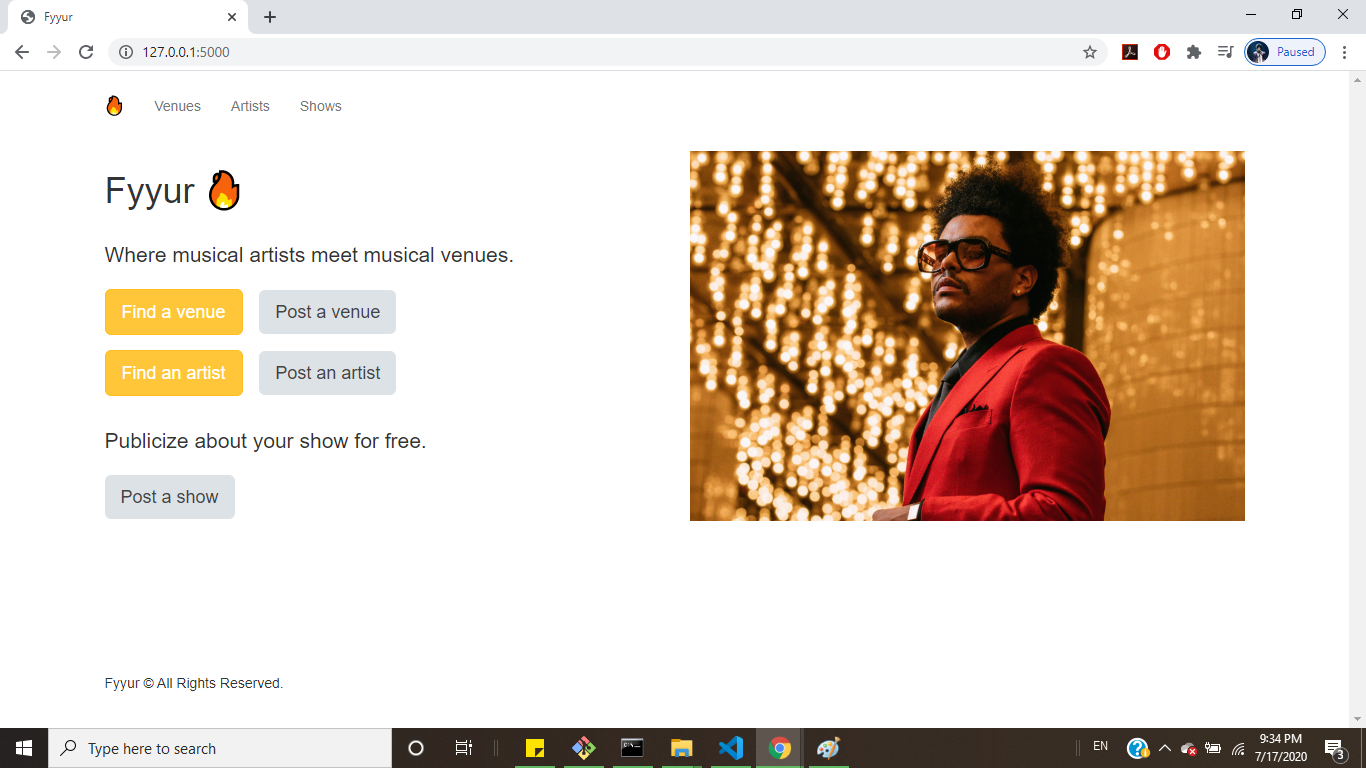 Fyyur
127.0.0.1:5000
Paused
Venues Artists Shows
Fyyur
Where musical artists meet musical venues.
Find a venue Post a venue
Find an artist Post an artist
Publicize about your show for free.
Post a show
Fyyur © All Rights Reserved.
Type here to search
EN
9:34 PM
7/17/2020
3